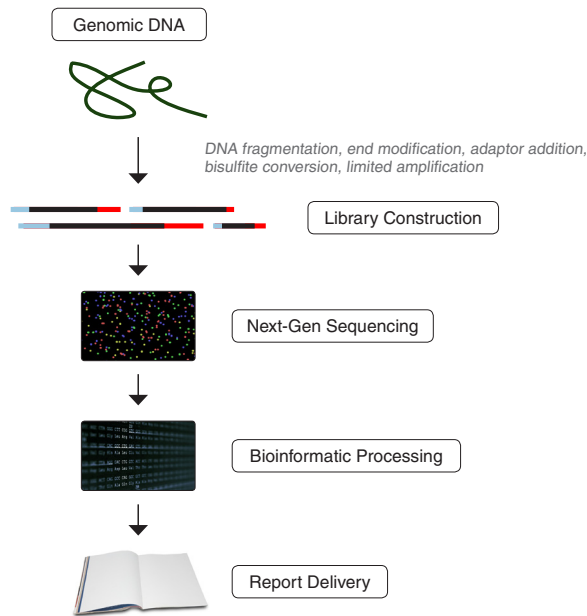 Genomic DNA
DNA fragmentation, end modification, adaptor addition,
bisulfite conversion, limited amplification
Library Construction
Next-Gen Sequencing
Bioinformatic Processing
Report Delivery